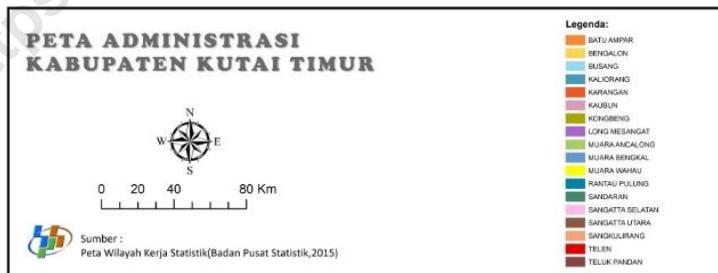 PETA ADMINISTRASI
KABUPATEN KUTAI TIMUR
N
W E
S
0 20 40 80 Km
Sumber :
Peta Wilayah Kerja Statistik(Badan Pusat Statistik,2015)
Legenda:
BATU AMPAR
BENGALON
BUSANG
KALIORANG
KARANGAN
KAUBUN
KONGBENG
LONG MESANGAT
MUARA ANCALONG
MUARA BENGKAL
MUARA WAHAU
RANTAU PULUNG
SANDARAN
SANGATTA SELATAN
SANGATTA UTARA
SANGKULIRANG
TELEN
TELUK PANDAN